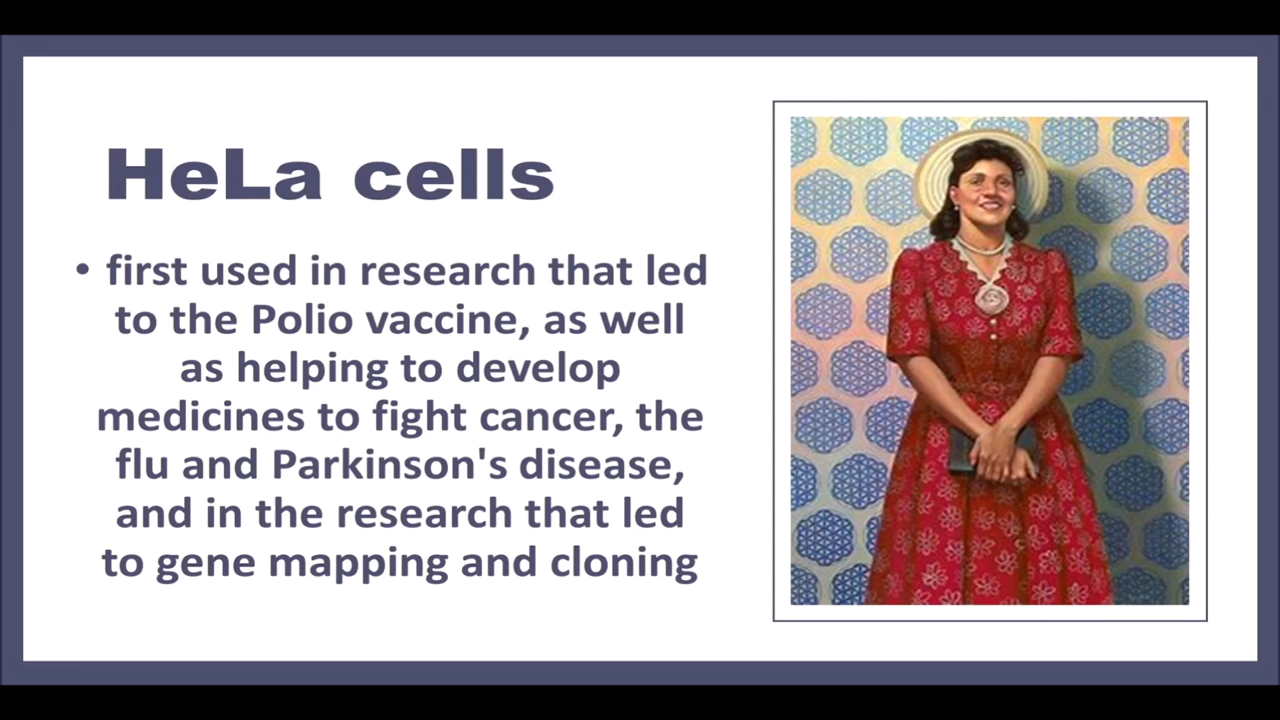 HeLa cells
• first used in research that led
to the Polio vaccine, as well
as helping to develop
medicines to fight cancer, the
flu and Parkinson's disease,
and in the research that led
to gene mapping and cloning